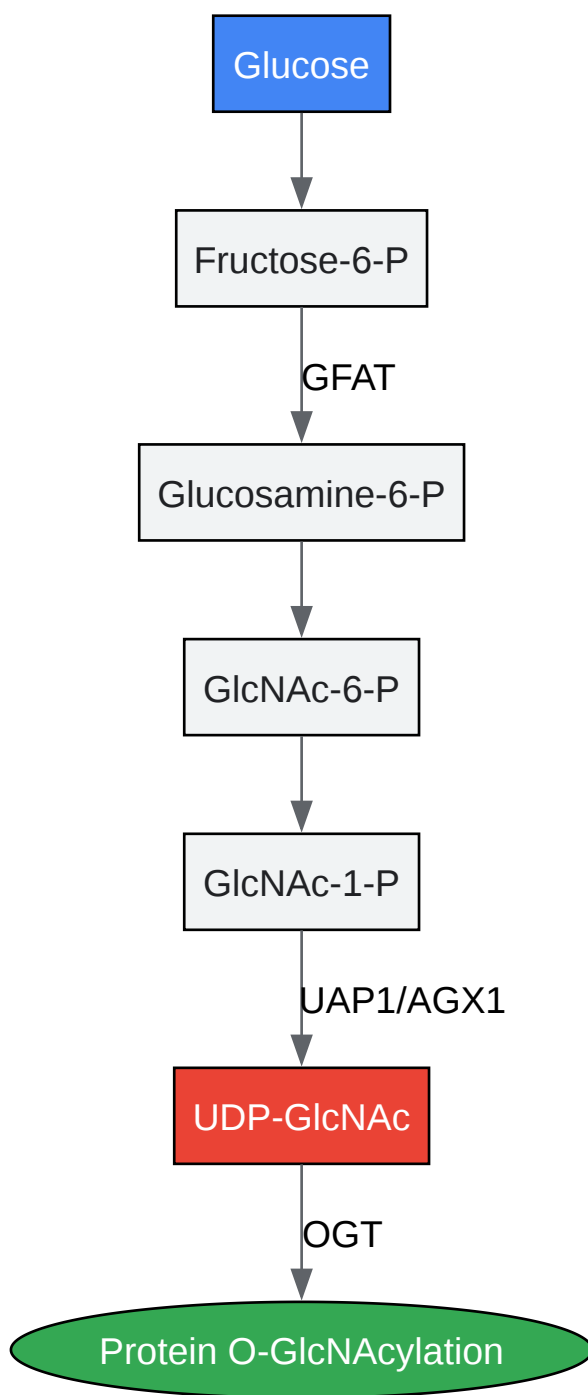 Glucose
Fructose-6-P
GFAT
Glucosamine-6-P
GlcNAc-6-P
GlcNAc-1-P
UAP1/AGX1
UDP-GlcNAc
OGT
Protein O-GlcNAcylation